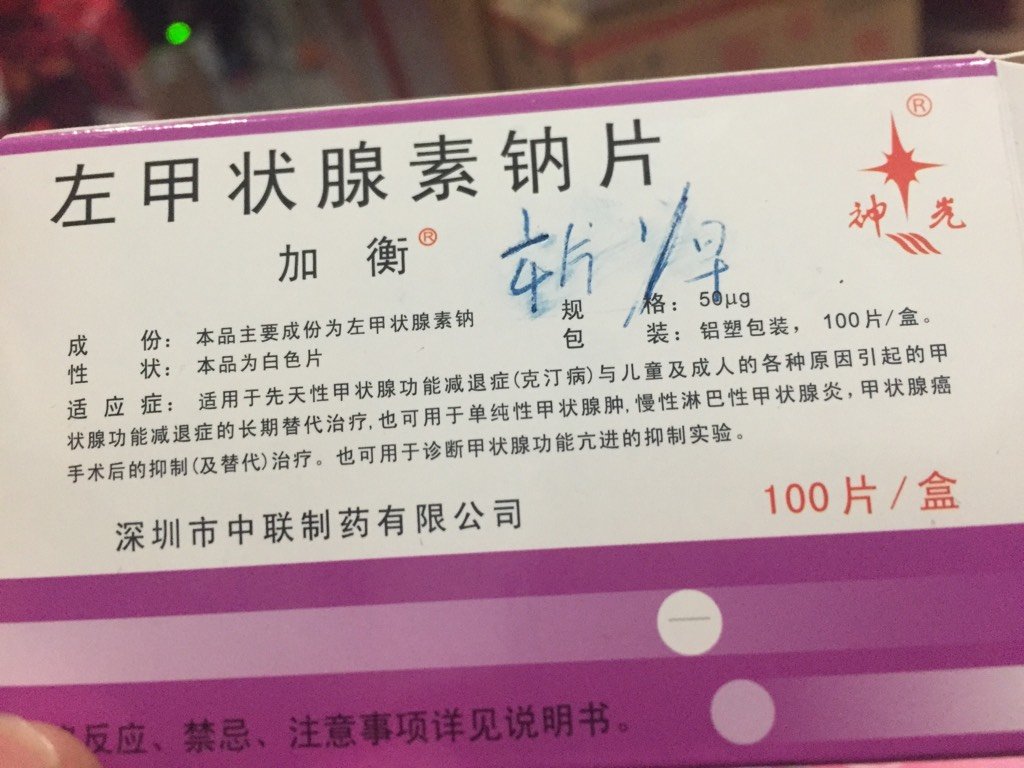 左甲状腺素钠片
加衡®
®
神光
成份：本品主要成份为左甲状腺素钠
性状：本品为白色片
规格：50μg
包装：铝塑包装，100片/盒。
适应症：适用于先天性甲状腺功能减退症(克汀病)与儿童及成人的各种原因引起的甲
状腺功能减退症的长期替代治疗,也可用于单纯性甲状腺肿,慢性淋巴性甲状腺炎,甲状腺癌
手术后的抑制(及替代)治疗。也可用于诊断甲状腺功能亢进的抑制实验。
100片/盒
深圳市中联制药有限公司
反应、禁忌、注意事项详见说明书。